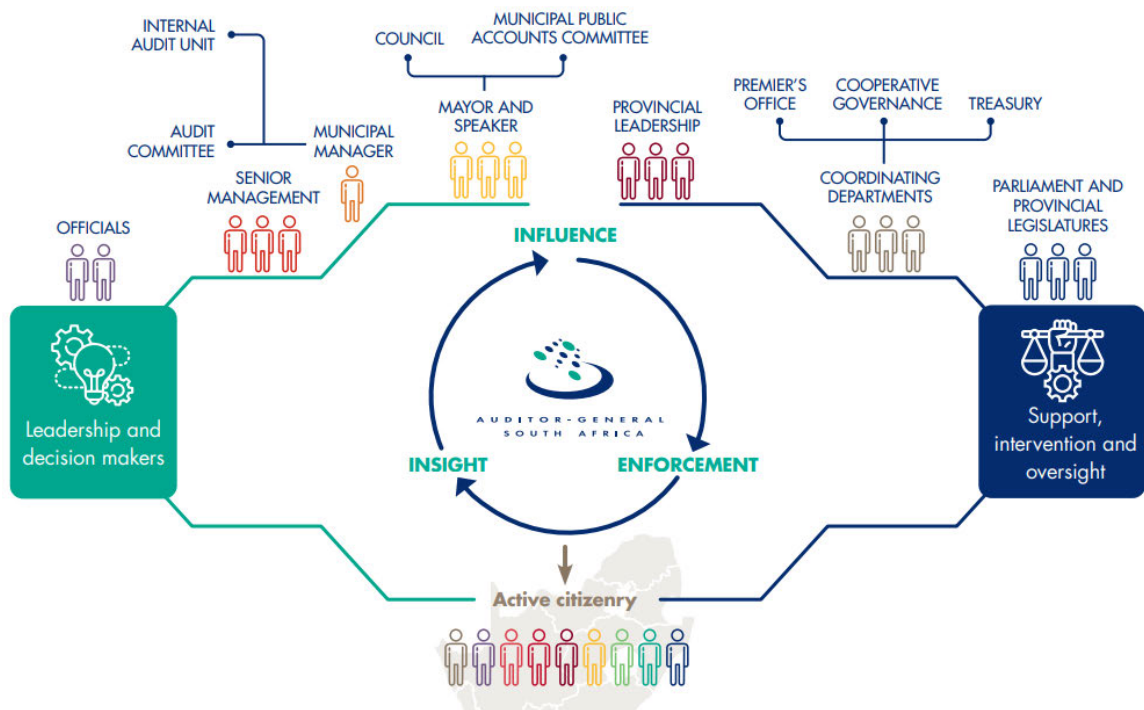 INTERNAL
AUDIT UNIT
AUDIT
COMMITTEE
MUNICIPAL
MANAGER
SENIOR
MANAGEMENT
OFFICIALS
COUNCIL
MUNICIPAL PUBLIC
ACCOUNTS COMMITTEE
MAYOR AND
SPEAKER
PROVINCIAL
LEADERSHIP
PREMIER'S
OFFICE
COOPERATIVE
GOVERNANCE
TREASURY
COORDINATING
DEPARTMENTS
PARLIAMENT AND
PROVINCIAL
LEGISLATURES
Leadership and
decision makers
INFLUENCE
AUDITOR-GENERAL
SOUTH AFRICA
INSIGHT
ENFORCEMENT
Support,
intervention and
oversight
Active citizenry